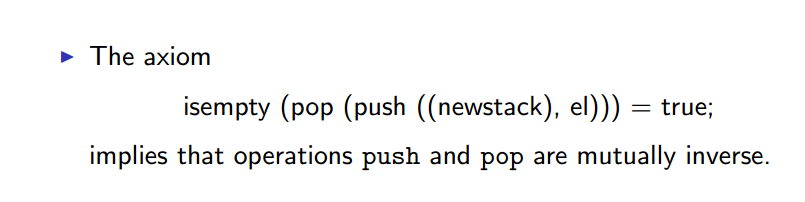 ▶ The axiom
isempty (pop (push ((newstack), el))) = true;
implies that operations push and pop are mutually inverse.